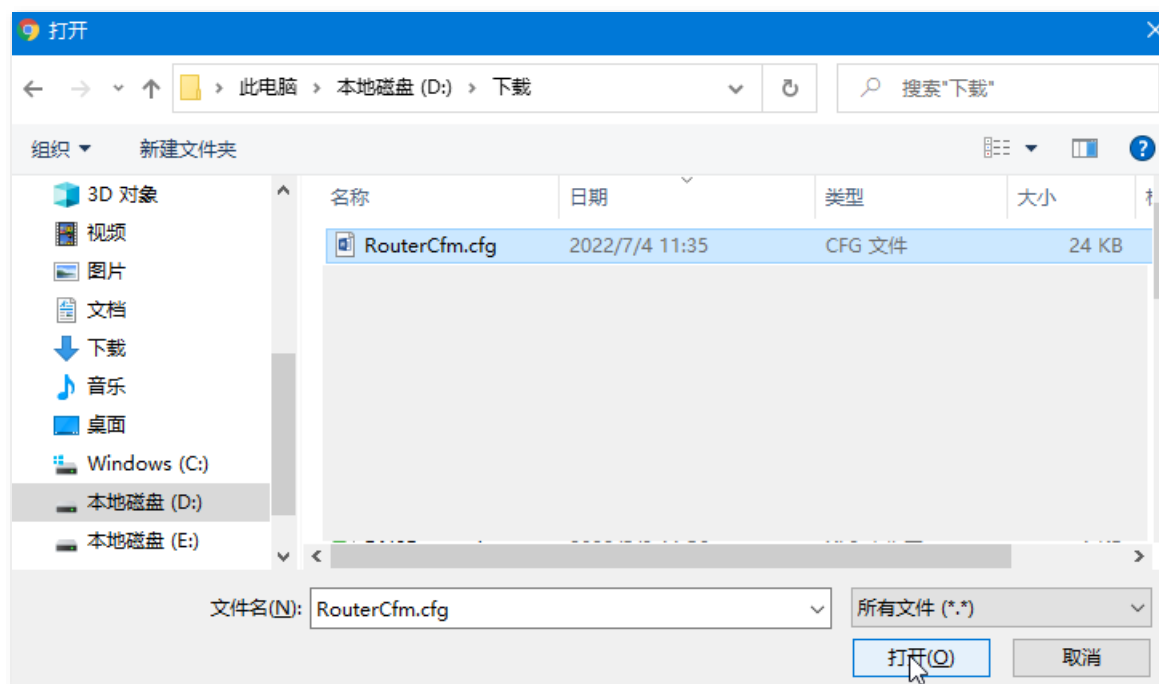 打开
此电脑 › 本地磁盘 (D:) › 下载
搜索"下载"
组织 新建文件夹
名称 日期 类型 大小
3D 对象
视频
RouterCfm.cfg 2022/7/4 11:35 CFG 文件 24 KB
图片
文档
下载
音乐
桌面
Windows (C:)
本地磁盘 (D:)
本地磁盘 (E:)
文件名(N): RouterCfm.cfg 所有文件 (*.*)
打开(O) 取消